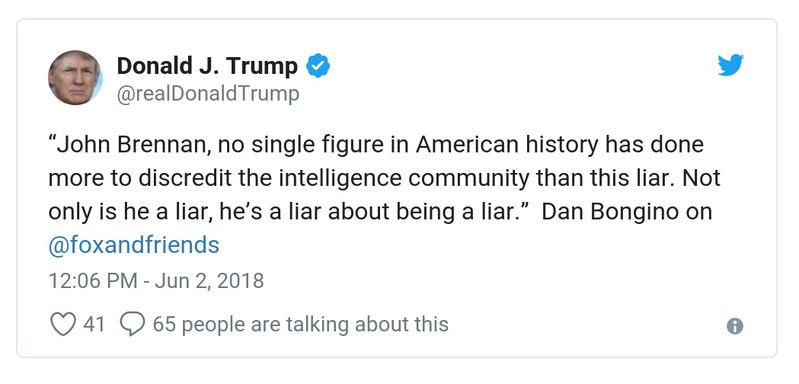 Donald J. Trump
@realDonaldTrump
“John Brennan, no single figure in American history has done
more to discredit the intelligence community than this liar. Not
only is he a liar, he’s a liar about being a liar.”  Dan Bongino on
@foxandfriends
12:06 PM - Jun 2, 2018
41 65 people are talking about this